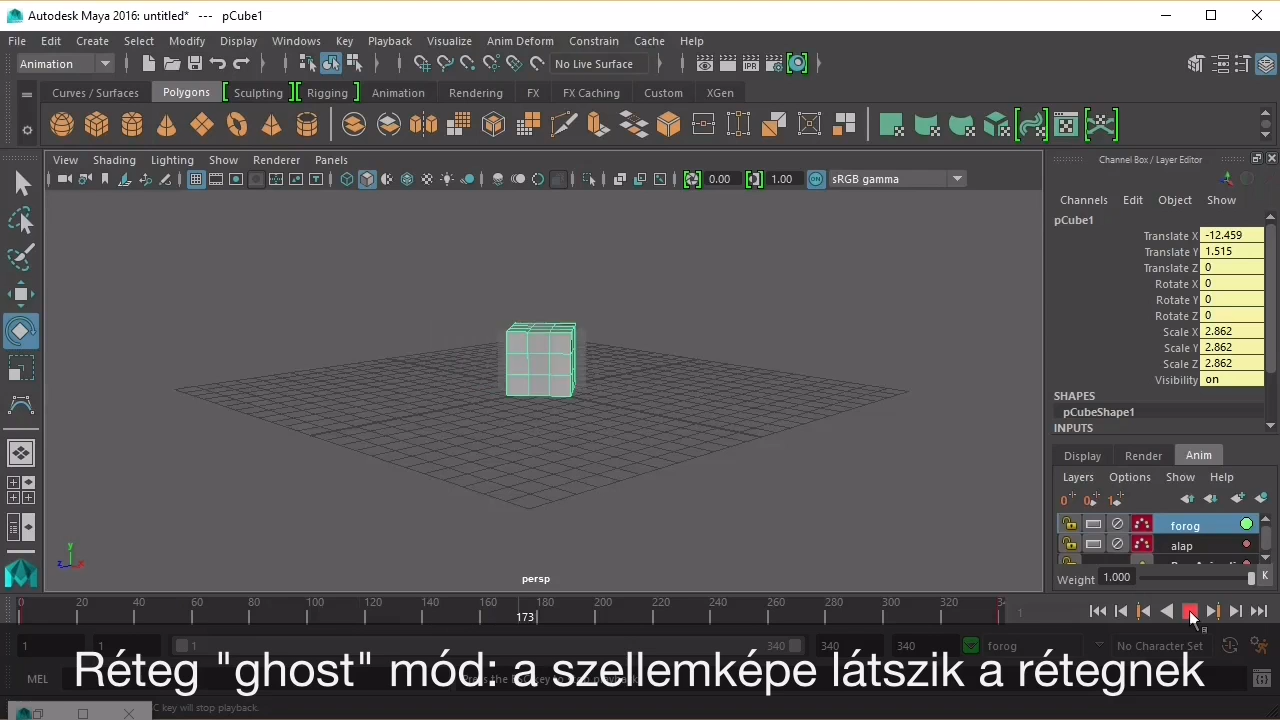 Autodesk Maya 2016: untitled* --- pCube1
File Edit Create Select Modify Display Windows Key Playback Visualize Anim Deform Constrain Cache Help
Animation No Live Surface
Curves / Surfaces Polygons Sculpting Rigging Animation Rendering FX FX Caching Custom XGen
View Shading Lighting Show Renderer Panels
0.00 1.00 sRGB gamma
persp
Channel Box / Layer Editor
Channels Edit Object Show
pCube1
Translate X -12.459
Translate Y 1.515
Translate Z 0
Rotate X 0
Rotate Y 0
Rotate Z 0
Scale X 2.862
Scale Y 2.862
Scale Z 2.862
Visibility on
SHAPES
pCubeShape1
INPUTS
Display Render Anim
Layers Options Show Help
forog
alap
Weight 1.000 K
0 20 40 60 80 100 120 140 160 180 200 220 240 260 280 300 320
173
1
1 1 1 340 340 340 forog No Character Set
Réteg "ghost" mód: a szellemképe látszik a rétegnek
MEL
C key will stop playback.